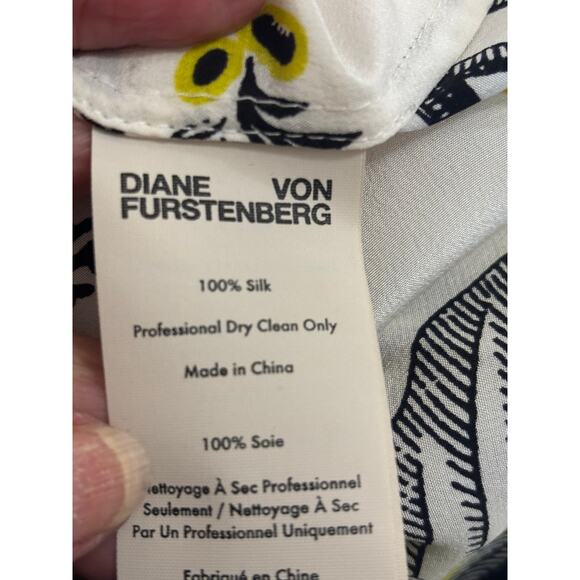 DIANE VON
FURSTENBERG
100% Silk
Professional Dry Clean Only
Made in China
100% Soie
Nettoyage À Sec Professionnel
Seulement / Nettoyage À Sec
Par Un Professionnel Uniquement
Fabriqué en Chine